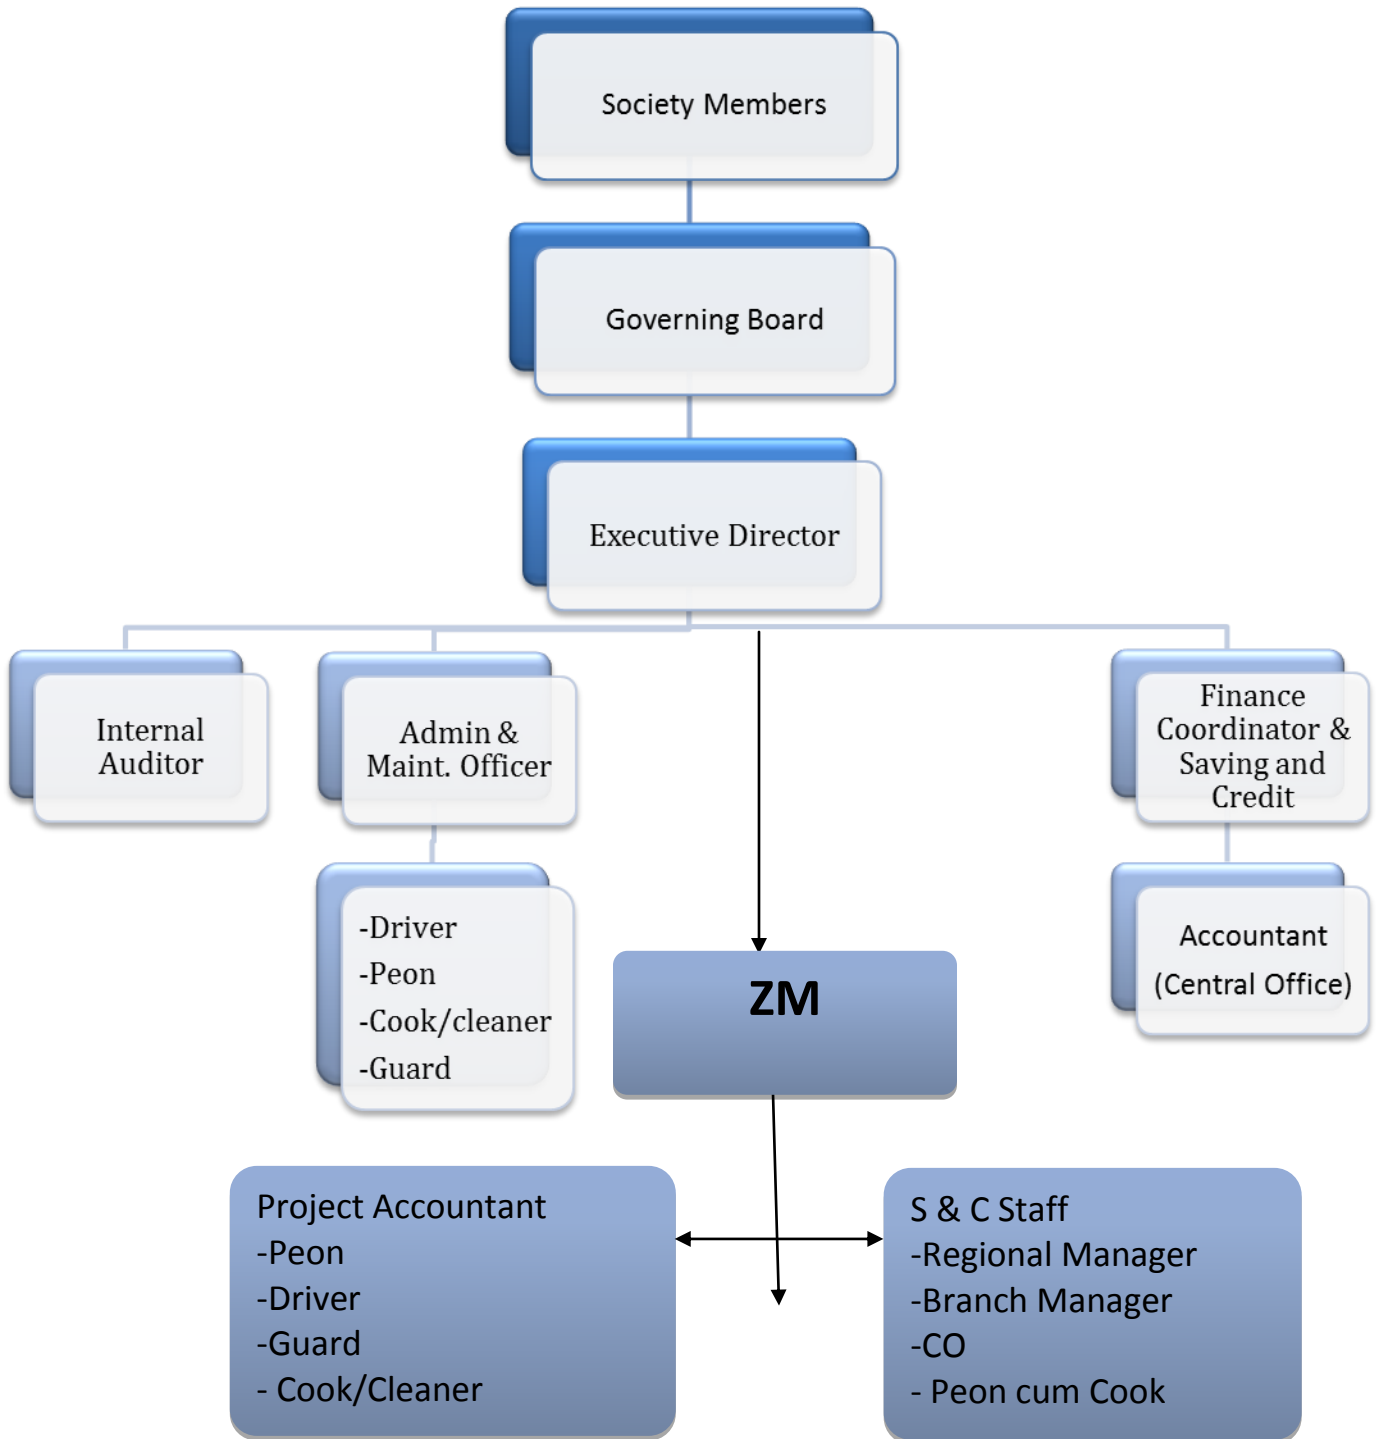 Society Members
Governing Board
Executive Director
Internal
Auditor
Admin &
Maint. Officer
Finance
Coordinator &
Saving and
Credit
-Driver
-Peon
-Cook/cleaner
-Guard
Accountant
(Central Office)
ZM
Project Accountant
-Peon
-Driver
-Guard
- Cook/Cleaner
S & C Staff
-Regional Manager
-Branch Manager
-CO
- Peon cum Cook